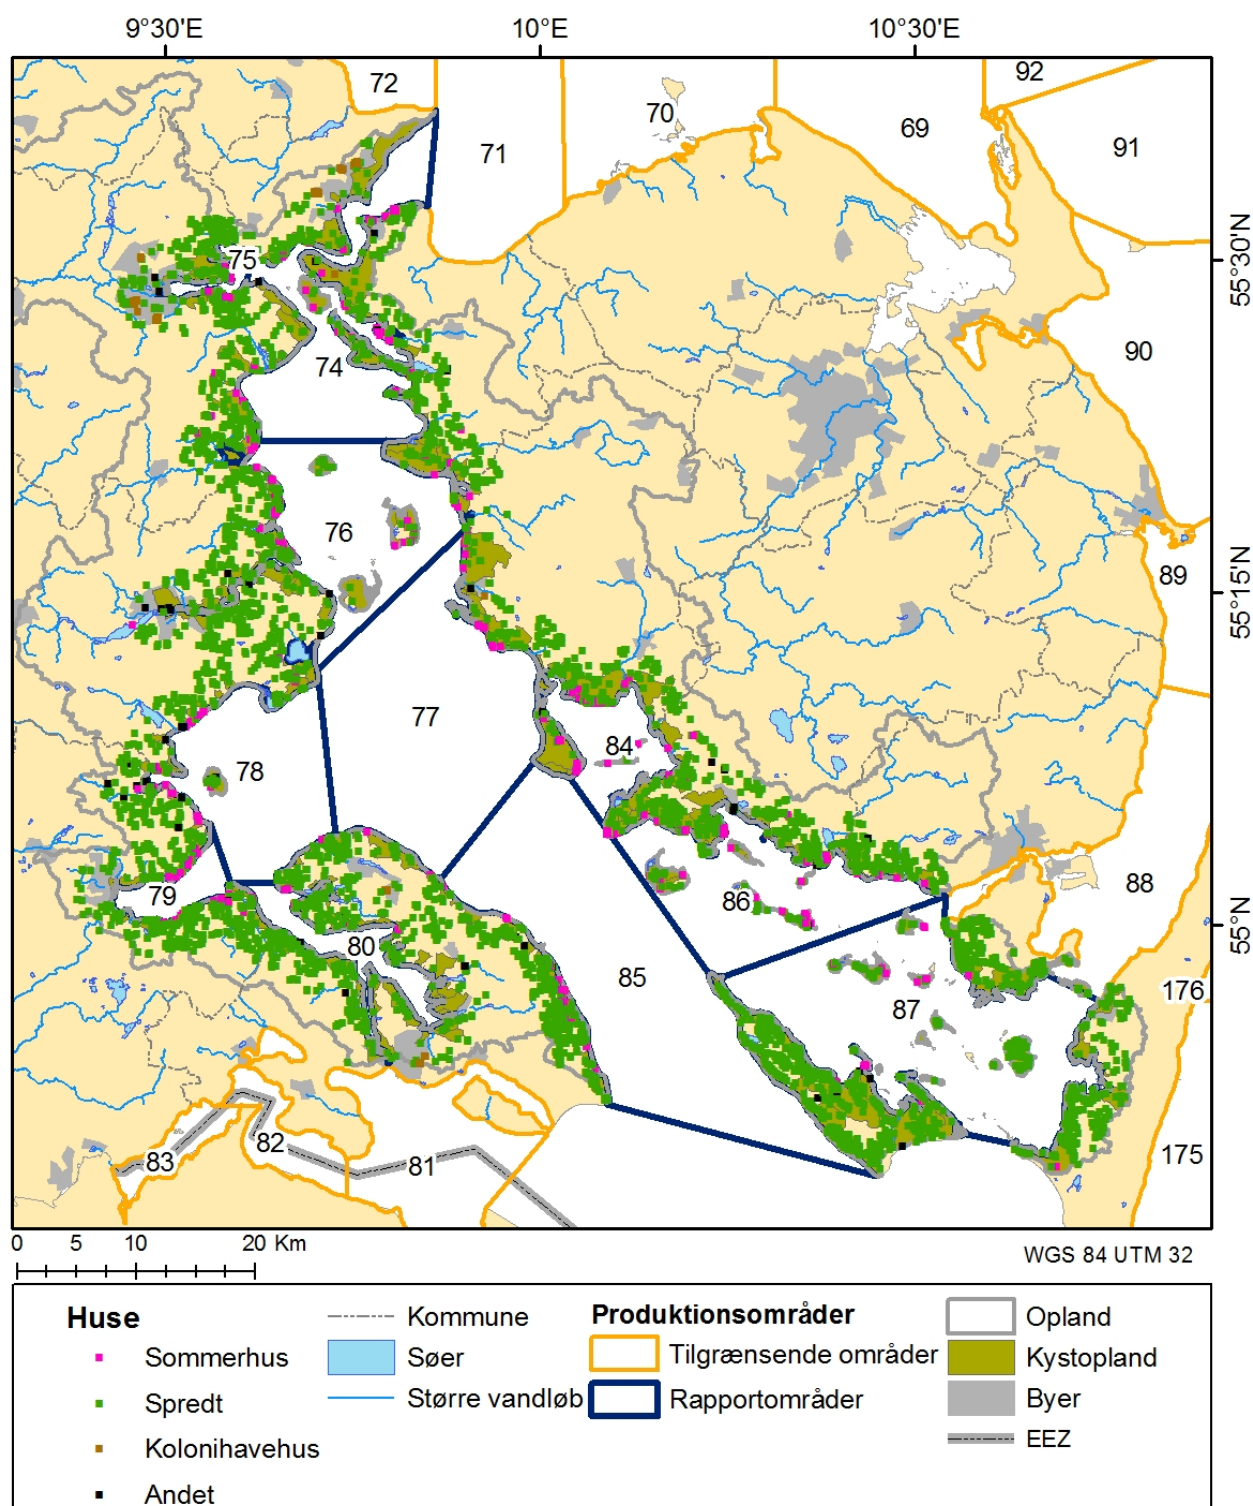 9°30'E 10°E 10°30'E
72
92
71
70
69
91
75
55°30'N
74
90
76
89
55°15'N
77
84
78
79
88
86
80
55°N
85
87
176
83
82
81
175
0 5 10 20 Km
WGS 84 UTM 32
Huse
Sommerhus
Spredt
Kolonihavehus
Andet
Kommune
Søer
Større vandløb
Produktionsområder
Tilgrænsende områder
Rapportområder
Opland
Kystopland
Byer
EEZ